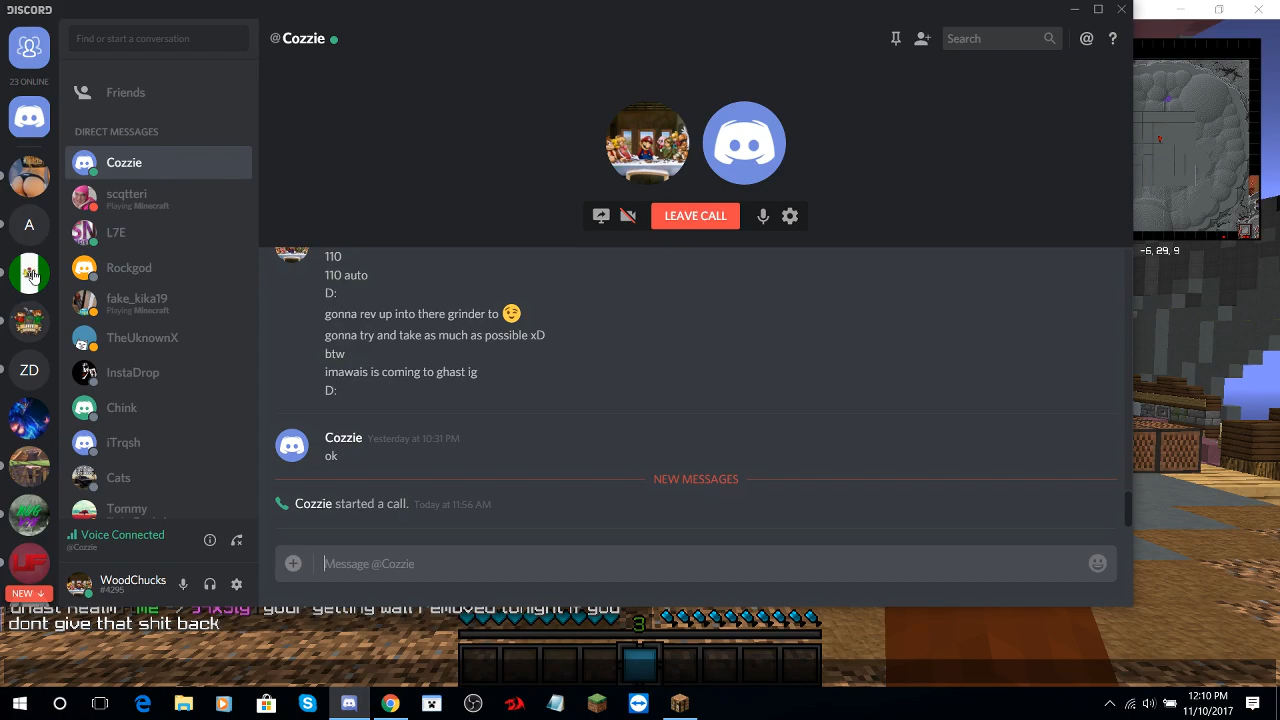 DISCORD
Find or start a conversation
@Cozzie
Search
@
?
23 ONLINE
Friends
DIRECT MESSAGES
Cozzie
scqtteri
Playing Minecraft
L7E
Rockgod
fake_kika19
Playing Minecraft
TheUknownX
InstaDrop
Chink
iTrqsh
Cats
Tommy
A
ZD
UF
NEW ↓
LEAVE CALL
110
110 auto
D:
gonna rev up into there grinder to 😉
gonna try and take as much as possible xD
btw
imawais is coming to ghast ig
D:
Cozzie Yesterday at 10:31 PM
ok
NEW MESSAGES
Cozzie started a call. Today at 11:56 AM
Message @Cozzie
Voice Connected
@Cozzie
WoodChucks
#4295
-6, 29, 9
your getting wall removed tonight if you
dont give that shit back
3
12:10 PM
11/10/2017